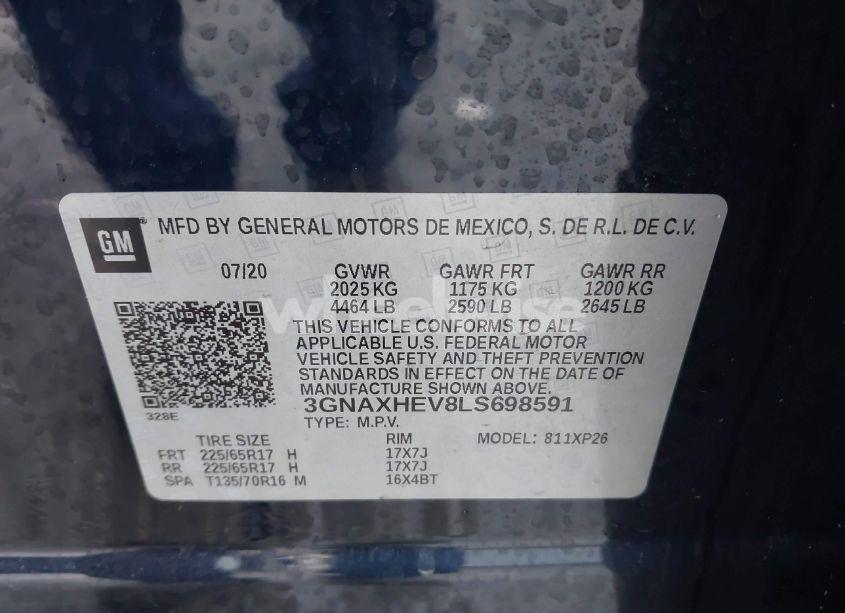 GM® MFD BY GENERAL MOTORS DE MEXICO, S. DE R.L. DE C.V.
07/20 GVWR GAWR FRT GAWR RR
2025 KG 1175 KG 1200 KG
4464 LB 2590 LB 2645 LB
THIS VEHICLE CONFORMS TO ALL
APPLICABLE U.S. FEDERAL MOTOR
VEHICLE SAFETY AND THEFT PREVENTION
STANDARDS IN EFFECT ON THE DATE OF
MANUFACTURE SHOWN ABOVE.
3GNAXHEV8LS698591
328E
TYPE: M.P.V. MODEL: 811XP26
TIRE SIZE RIM
FRT 225/65R17 H 17X7J
RR 225/65R17 H 17X7J
SPA T135/70R16 M 16X4BT